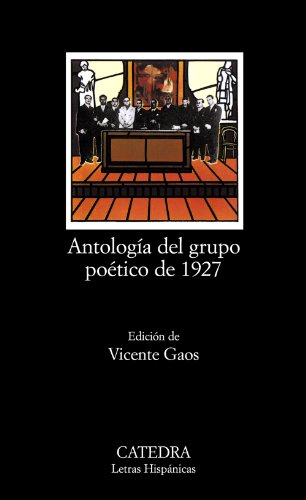 Antología del grupo
poético de 1927
Edición de
Vicente Gaos
CATEDRA
Letras Hispánicas